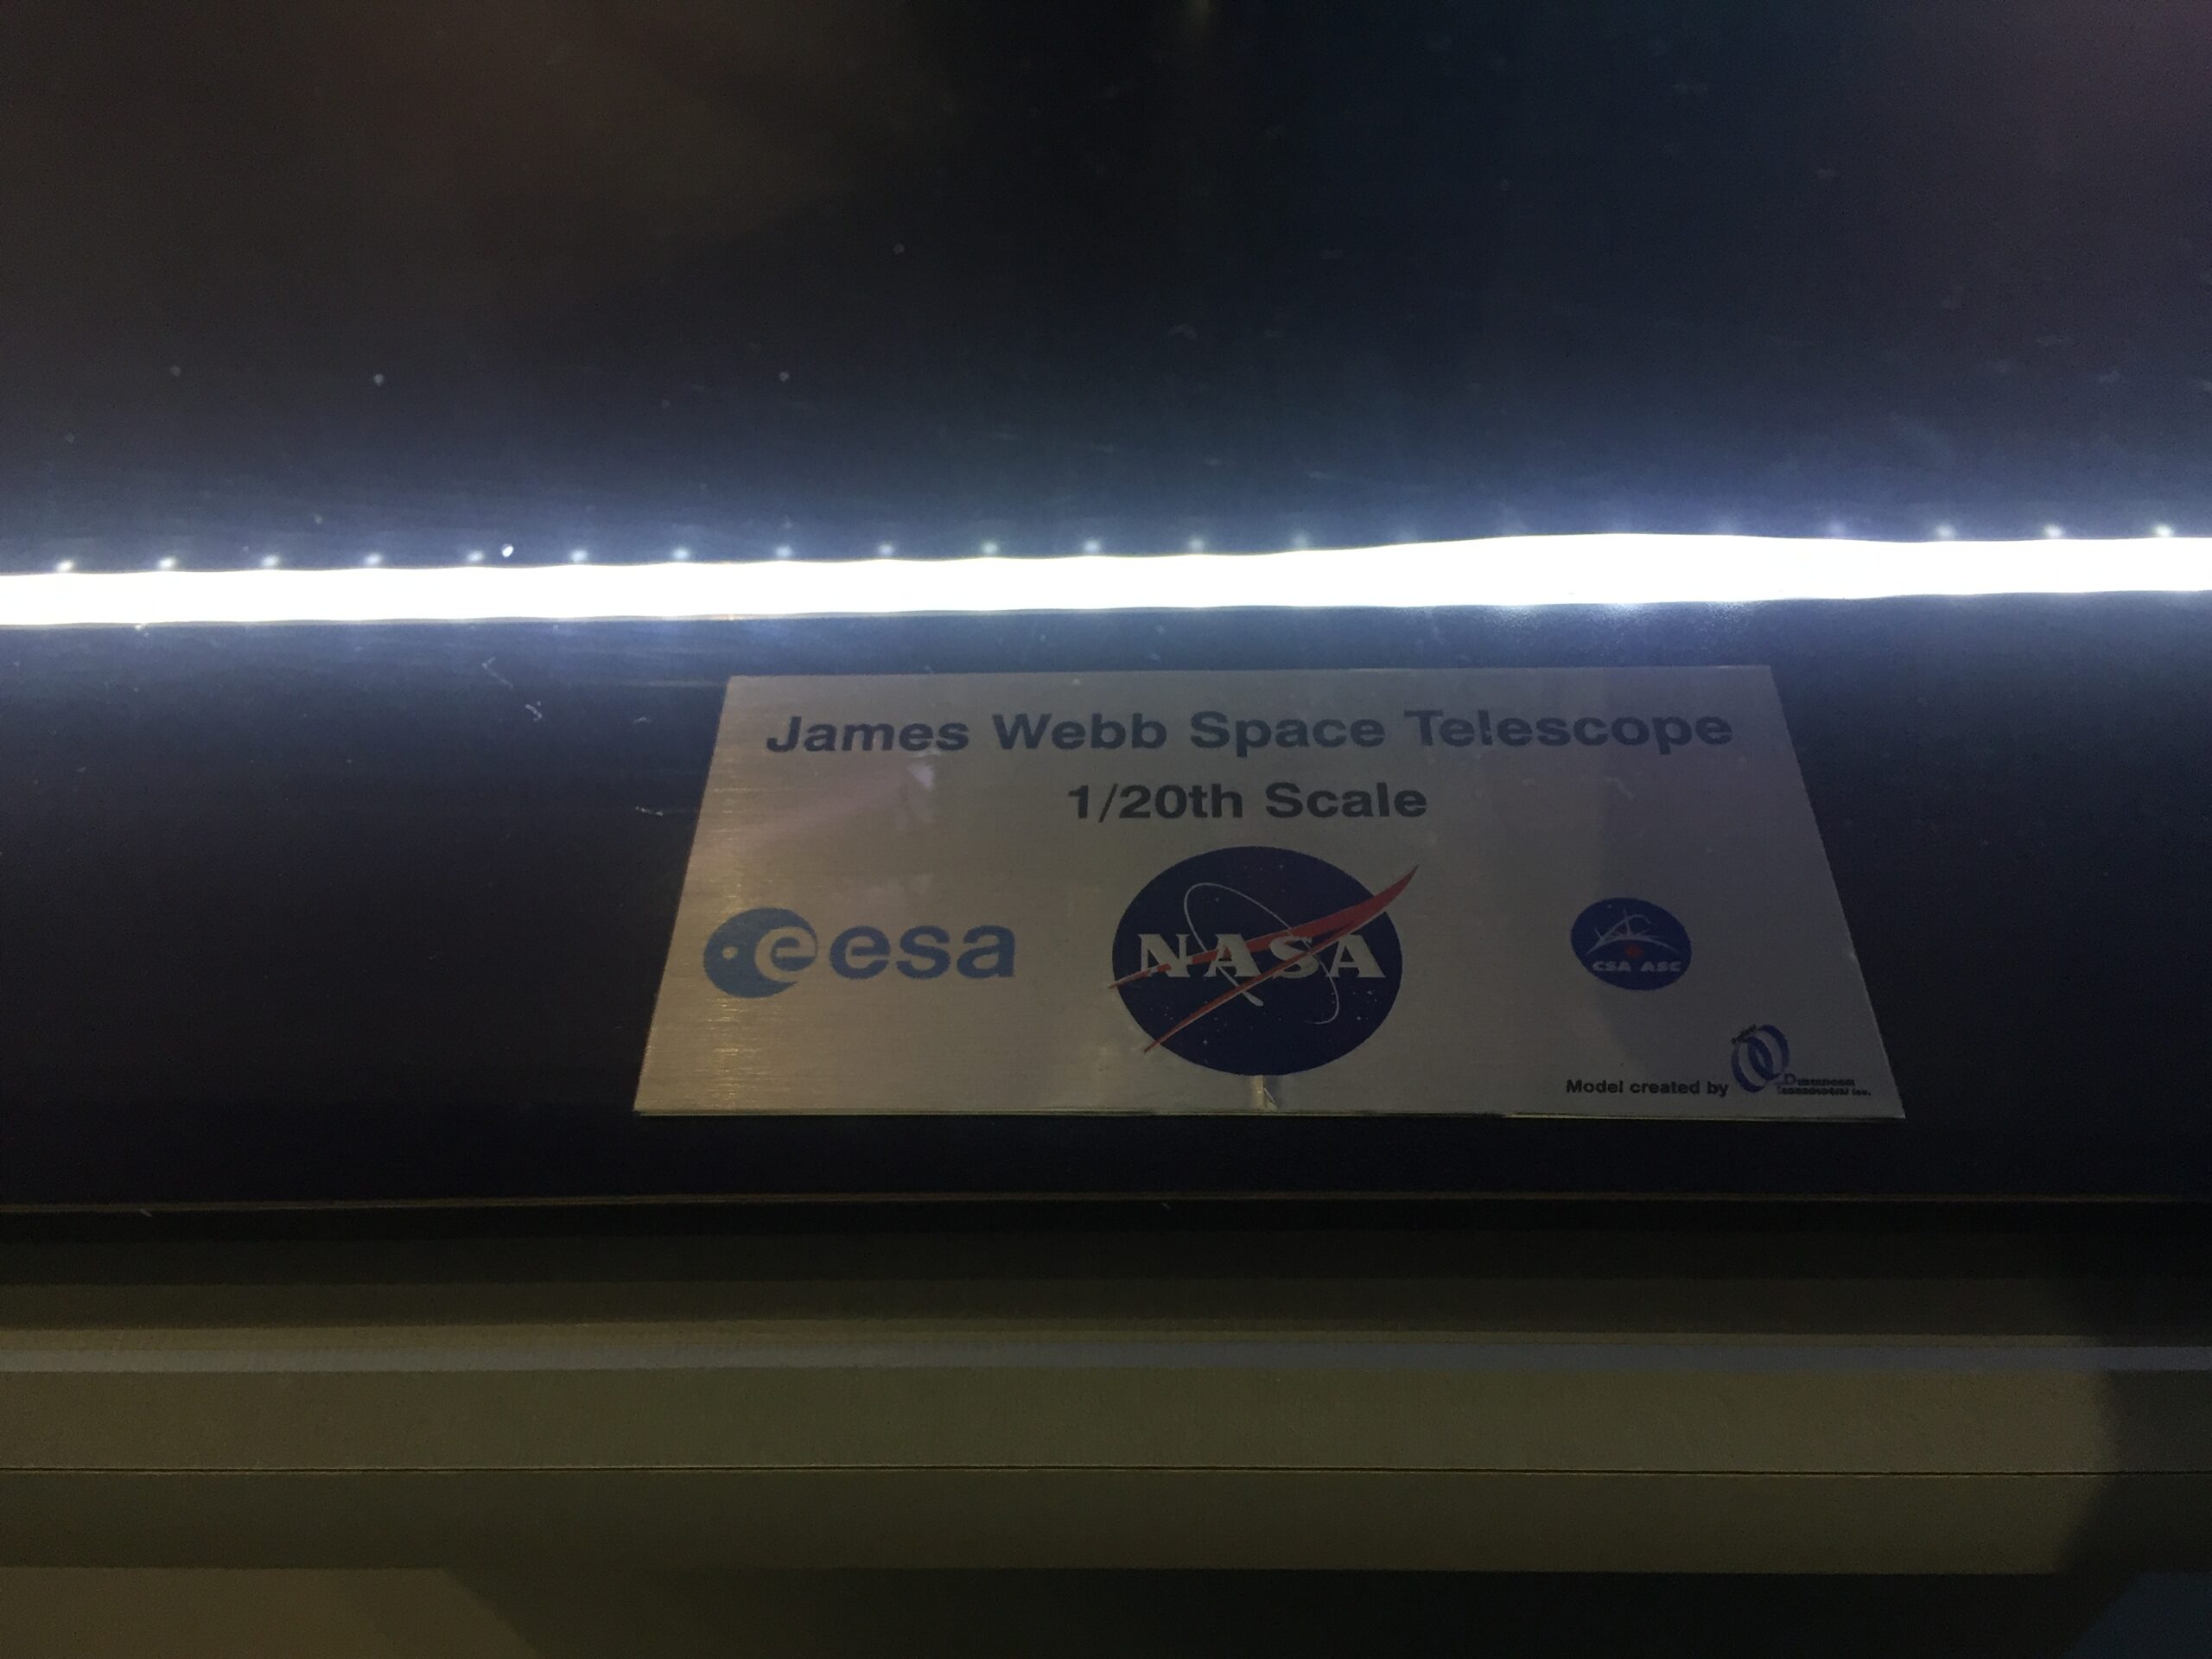 James Webb Space Telescope
1/20th Scale
esa
NASA
CSA ASC
Model created by